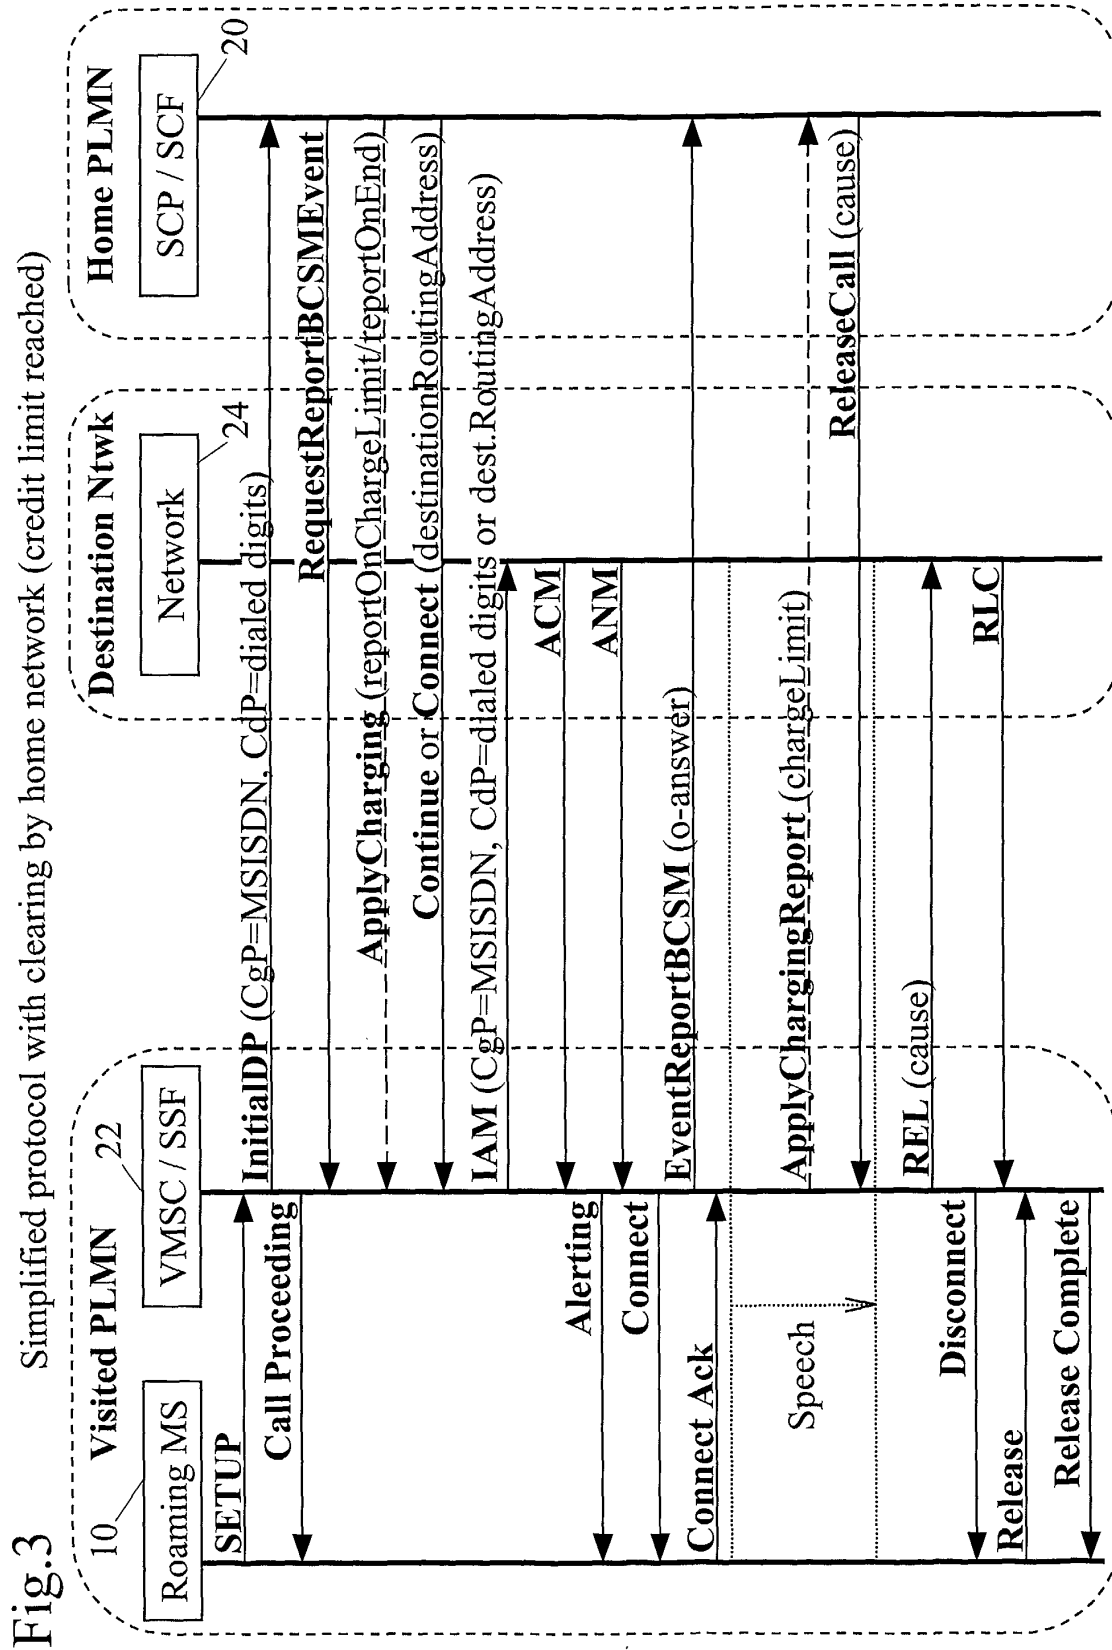 Fig.3
Simplified protocol with clearing by home network (credit limit reached)
Visited PLMN
Destination Ntwk
Home PLMN
10
22
24
20
Roaming MS
VMSC / SSF
Network
SCP / SCF
SETUP
InitialDP (CgP=MSISDN, CdP=dialed digits)
Call Proceeding
RequestReportBCSMEvent
ApplyCharging (reportOnChargeLimit/reportOnEnd)
Continue or Connect (destinationRoutingAddress)
IAM (CgP=MSISDN, CdP=dialed digits or dest.RoutingAddress)
ACM
Alerting
ANM
Connect
EventReportBCSM (o-answer)
Connect Ack
Speech
ApplyChargingReport (chargeLimit)
ReleaseCall (cause)
REL (cause)
Disconnect
RLC
Release
Release Complete